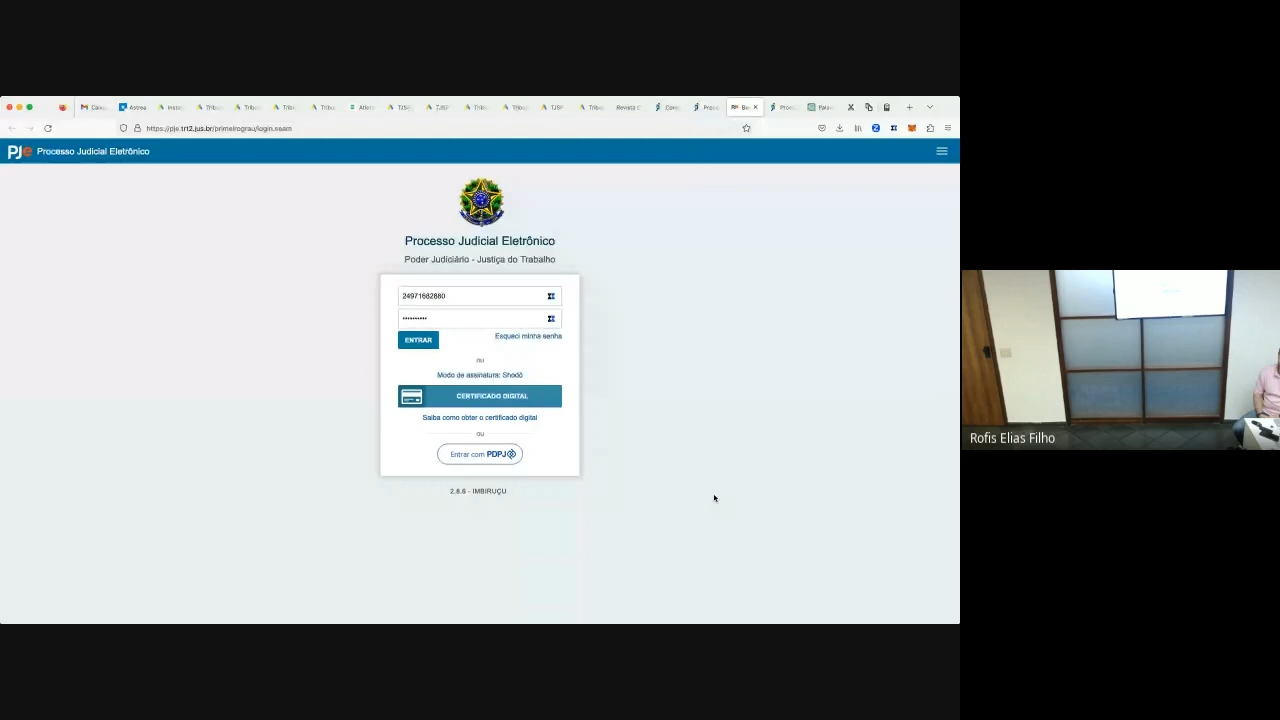 https://pje.trt2.jus.br/primeirograu/login.seam
PJe Processo Judicial Eletrônico
Processo Judicial Eletrônico
Poder Judiciário - Justiça do Trabalho
24971682880
ENTRAR
Esqueci minha senha
ou
Modo de assinatura: Shodō
CERTIFICADO DIGITAL
Saiba como obter o certificado digital
ou
Entrar com PDPJ
2.8.6 - IMBIRUÇU
Rofis Elias Filho